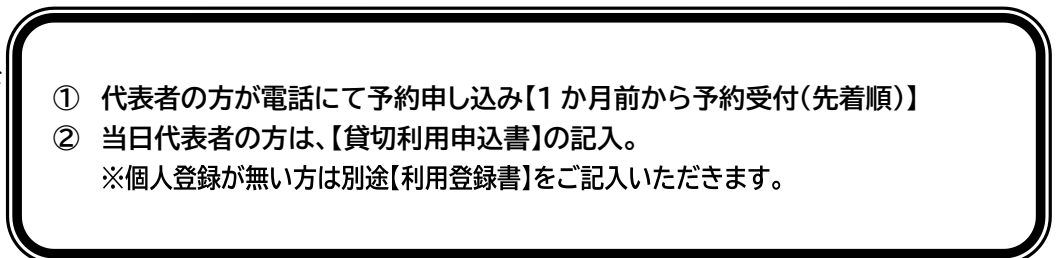 ① 代表者の方が電話にて予約申し込み【1か月前から予約受付(先着順)】
② 当日代表者の方は、【貸切利用申込書】の記入。
※個人登録が無い方は別途【利用登録書】をご記入いただきます。